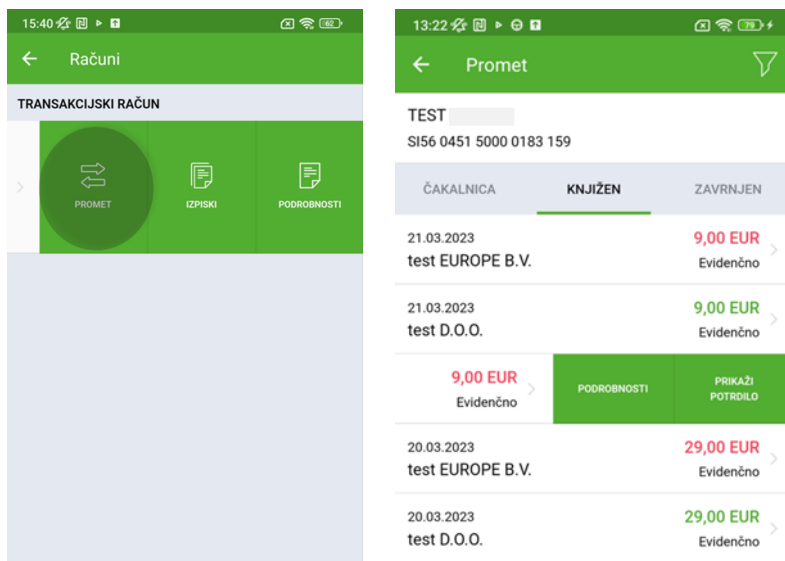 15:40
62
Računi
TRANSAKCIJSKI RAČUN
PROMET
IZPISKI
PODROBNOSTI
13:22
79
Promet
TEST
SI56 0451 5000 0183 159
ČAKALNICA
KNJIŽEN
ZAVRNJEN
21.03.2023
9,00 EUR
test EUROPE B.V.
Evidenčno
21.03.2023
9,00 EUR
test D.O.O.
Evidenčno
9,00 EUR
Evidenčno
PODROBNOSTI
PRIKAŽI
POTRDILO
20.03.2023
29,00 EUR
test EUROPE B.V.
Evidenčno
20.03.2023
29,00 EUR
test D.O.O.
Evidenčno